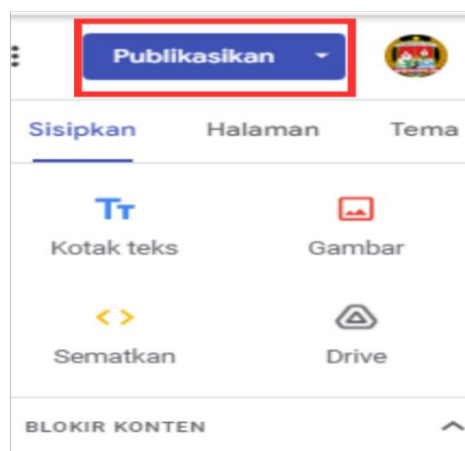 Publikasikan
Sisipkan Halaman Tema
Kotak teks Gambar
Sematkan Drive
BLOKIR KONTEN